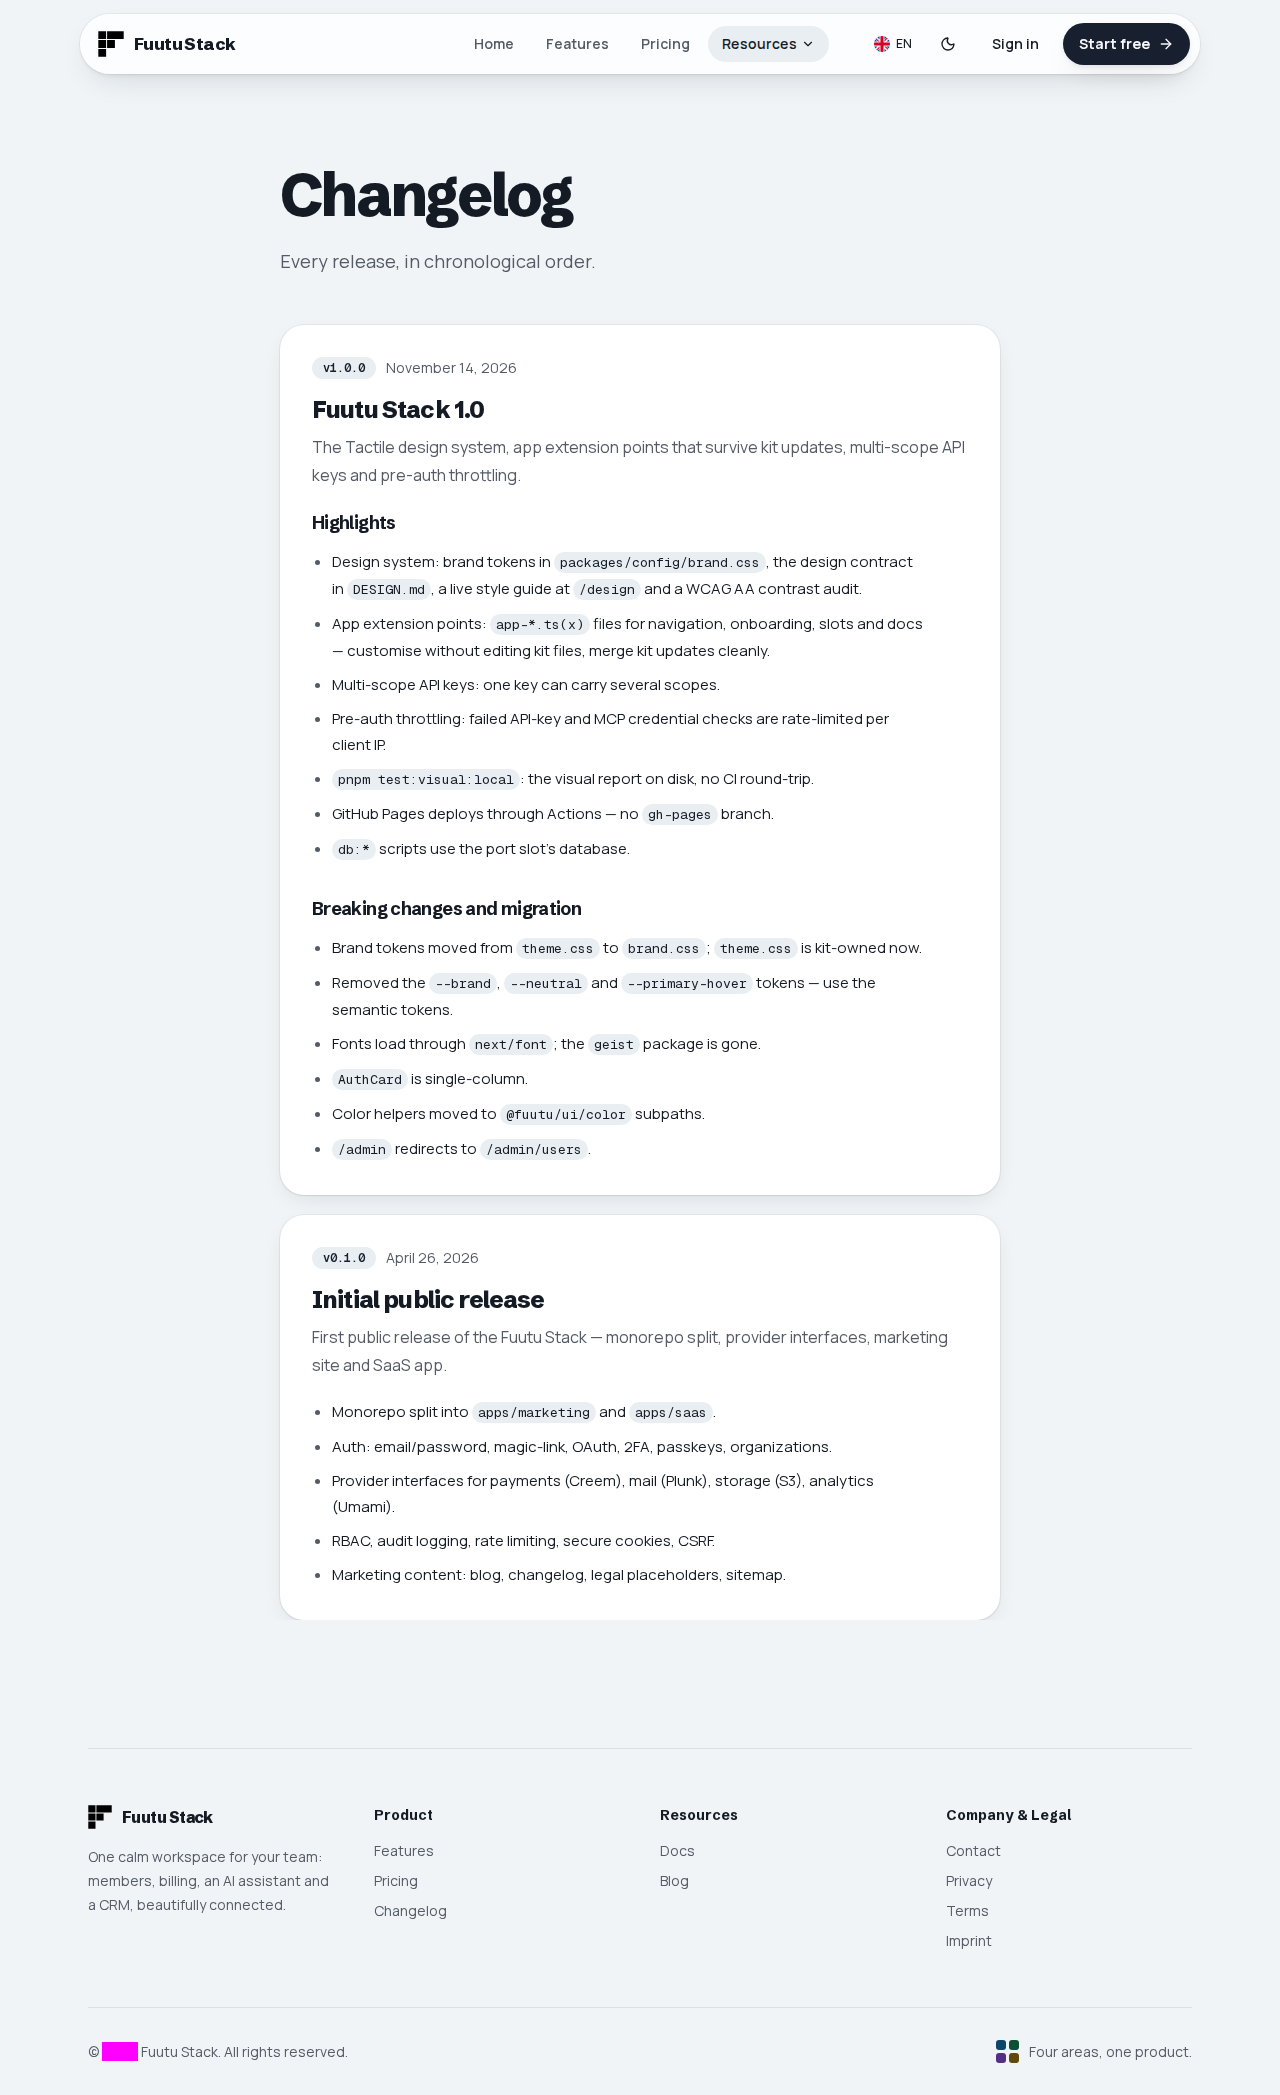 Fuutu Stack
Home
Features
Pricing
Resources
EN
Sign in
Start free
Changelog
Every release, in chronological order.
v1.0.0
November 14, 2026
Fuutu Stack 1.0
The Tactile design system, app extension points that survive kit updates, multi-scope API
keys and pre-auth throttling.
Highlights
• Design system: brand tokens in packages/config/brand.css, the design contract
in DESIGN.md, a live style guide at /design and a WCAG AA contrast audit.
• App extension points: app-*.ts(x) files for navigation, onboarding, slots and docs
— customise without editing kit files, merge kit updates cleanly.
• Multi-scope API keys: one key can carry several scopes.
• Pre-auth throttling: failed API-key and MCP credential checks are rate-limited per
client IP.
• pnpm test:visual:local: the visual report on disk, no CI round-trip.
• GitHub Pages deploys through Actions — no gh-pages branch.
• db:* scripts use the port slot's database.
Breaking changes and migration
• Brand tokens moved from theme.css to brand.css; theme.css is kit-owned now.
• Removed the --brand, --neutral and --primary-hover tokens — use the
semantic tokens.
• Fonts load through next/font; the geist package is gone.
• AuthCard is single-column.
• Color helpers moved to @fuutu/ui/color subpaths.
• /admin redirects to /admin/users.
v0.1.0
April 26, 2026
Initial public release
First public release of the Fuutu Stack — monorepo split, provider interfaces, marketing
site and SaaS app.
• Monorepo split into apps/marketing and apps/saas.
• Auth: email/password, magic-link, OAuth, 2FA, passkeys, organizations.
• Provider interfaces for payments (Creem), mail (Plunk), storage (S3), analytics
(Umami).
• RBAC, audit logging, rate limiting, secure cookies, CSRF.
• Marketing content: blog, changelog, legal placeholders, sitemap.
Fuutu Stack
One calm workspace for your team:
members, billing, an AI assistant and
a CRM, beautifully connected.
Product
Features
Pricing
Changelog
Resources
Docs
Blog
Company & Legal
Contact
Privacy
Terms
Imprint
© Fuutu Stack. All rights reserved.
Four areas, one product.